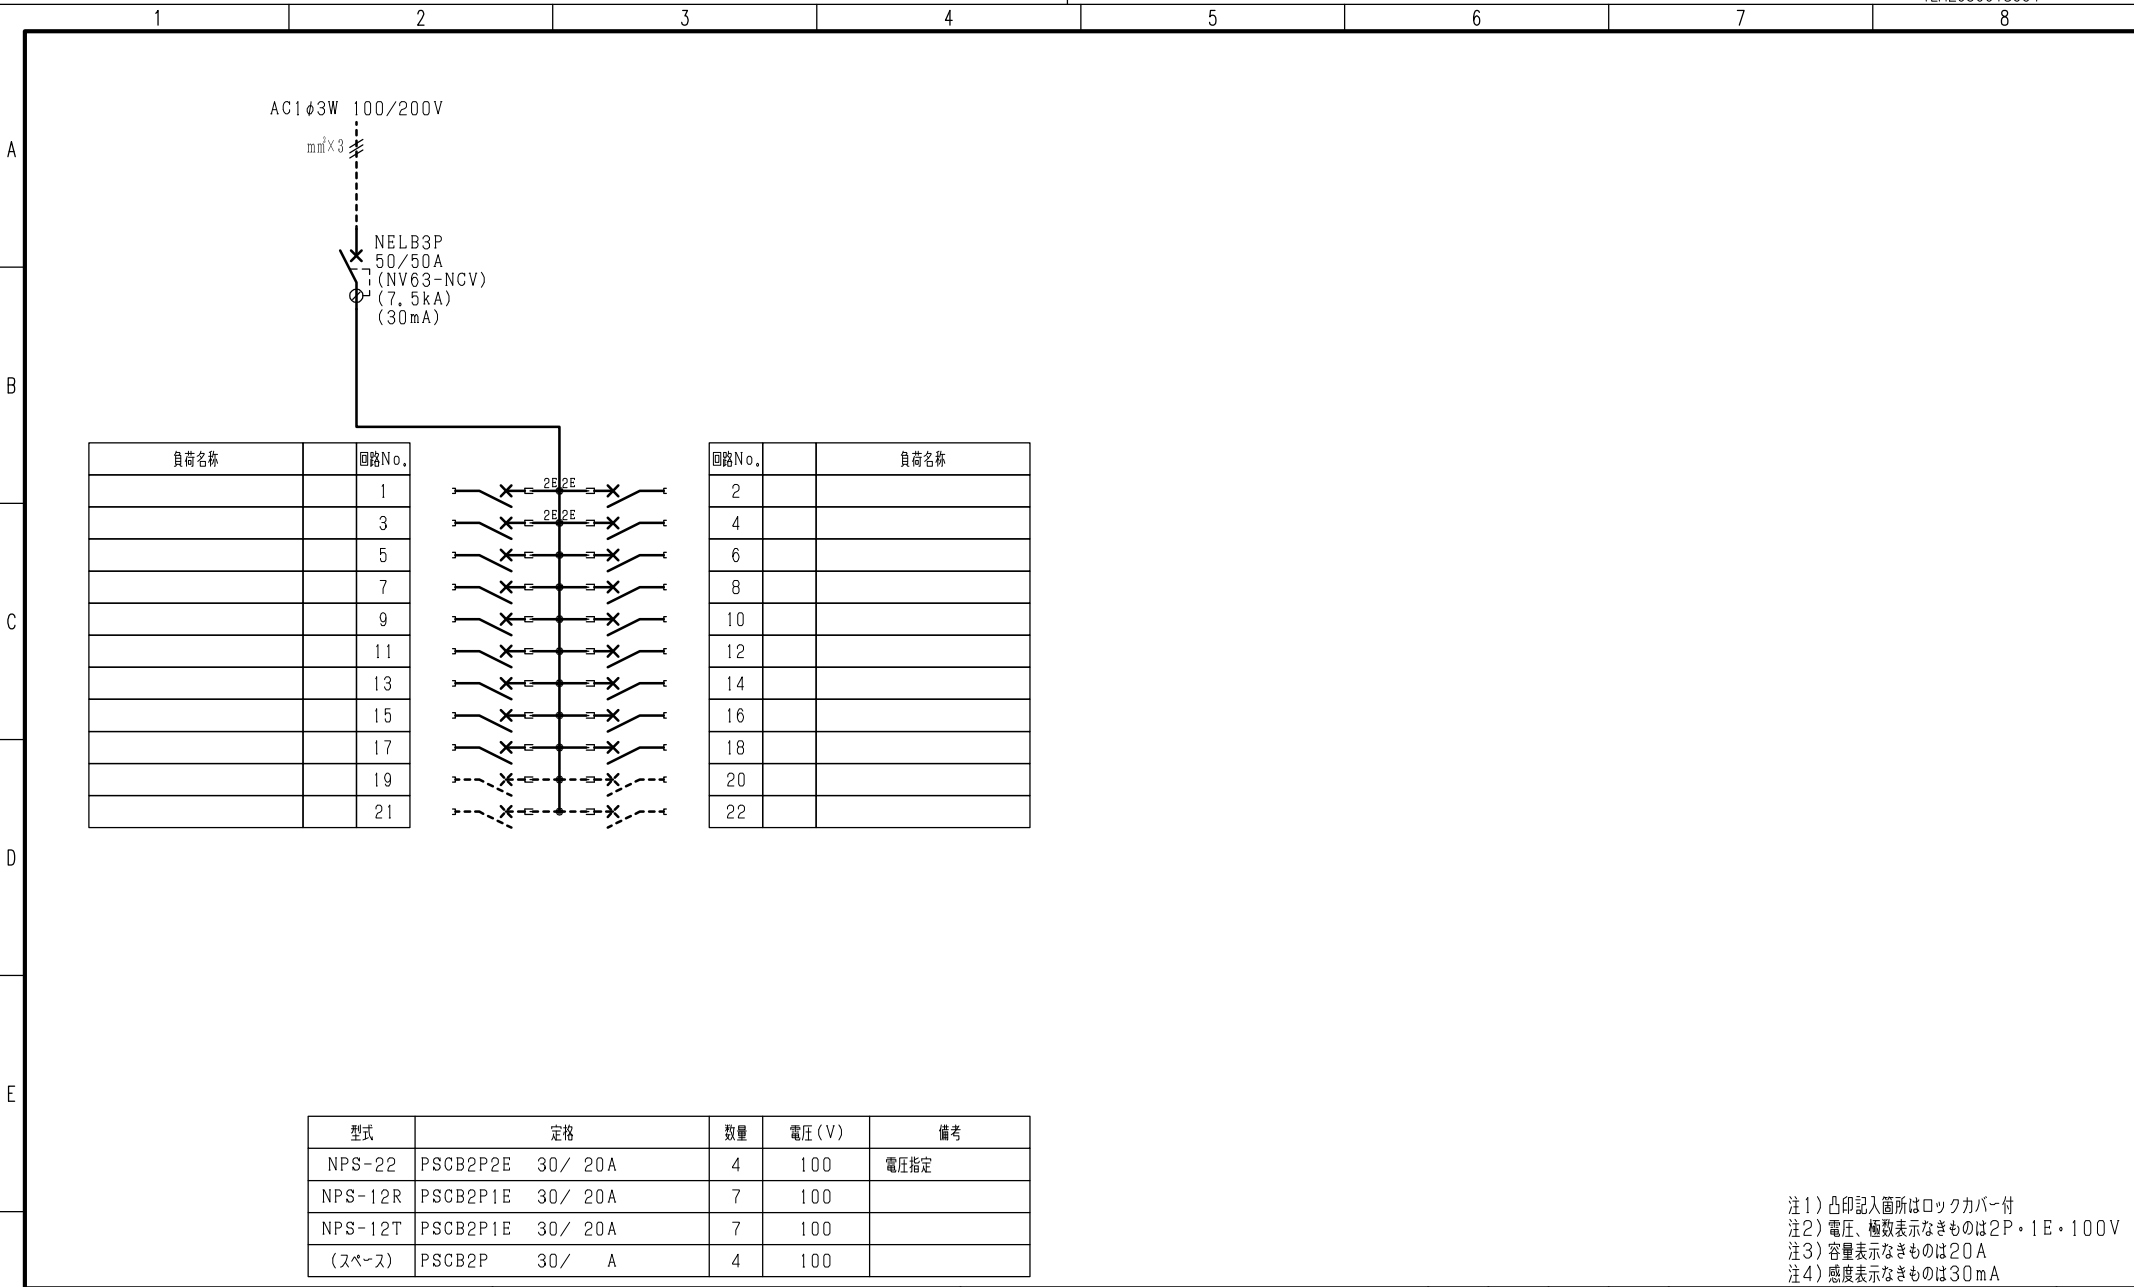 1 2 3 4 5 6 7 8
A
B
C
D
E
AC1φ3W 100/200V
mm²×3
NELB3P
50/50A
(NV63-NCV)
(7.5kA)
(30mA)
負荷名称 回路No. 回路No. 負荷名称
1 2E 2E 2
3 2E 2E 4
5 6
7 8
9 10
11 12
13 14
15 16
17 18
19 20
21 22
型式 定格 数量 電圧(V) 備考
NPS-22 PSCB2P2E 30/ 20A 4 100 電圧指定
NPS-12R PSCB2P1E 30/ 20A 7 100
NPS-12T PSCB2P1E 30/ 20A 7 100
(スペース) PSCB2P 30/ A 4 100
注1)凸印記入箇所はロックカバー付
注2)電圧、極数表示なきものは2P・1E・100V
注3)容量表示なきものは20A
注4)感度表示なきものは30mA